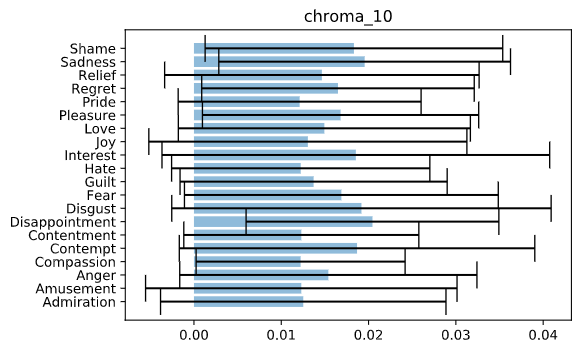 chroma_10
Shame
Sadness
Relief
Regret
Pride
Pleasure
Love
Joy
Interest
Hate
Guilt
Fear
Disgust
Disappointment
Contentment
Contempt
Compassion
Anger
Amusement
Admiration
0.00 0.01 0.02 0.03 0.04